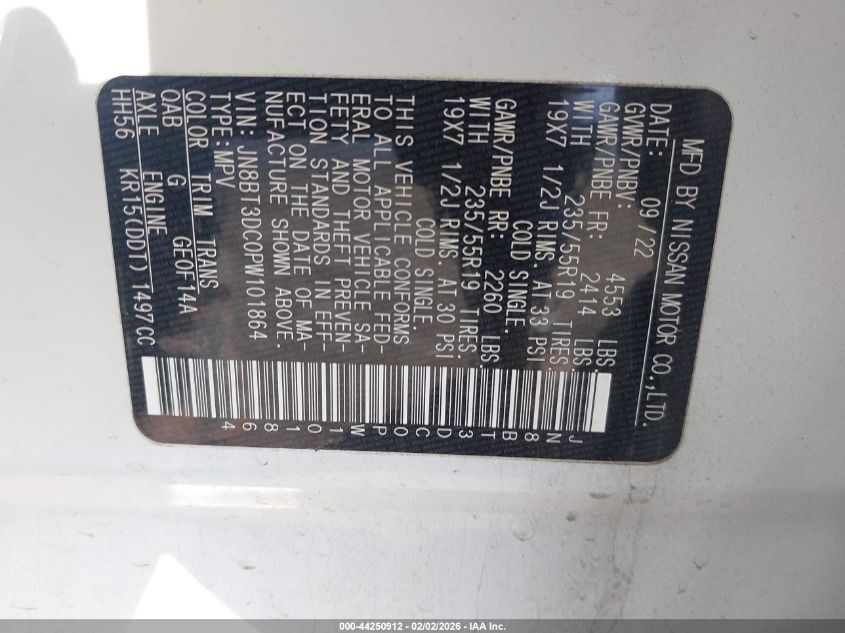 MFD BY NISSAN MOTOR CO.,LTD.
DATE: 09/22
GVWR/PNBV: 4553 LBS.
GAWR/PNBE FR: 2414 LBS.
WITH 235/55R19 TIRES.
19X7 1/2J RIMS. AT 33 PSI
COLD SINGLE.
GAWR/PNBE RR: 2260 LBS.
WITH 235/55R19 TIRES:
19X7 1/2J RIMS. AT 30 PSI
COLD SINGLE.
THIS VEHICLE CONFORMS
TO ALL APPLICABLE FED-
ERAL MOTOR VEHICLE SA-
FETY AND THEFT PREVEN-
TION STANDARDS IN EFF-
ECT ON THE DATE OF MA-
NUFACTURE SHOWN ABOVE.
VIN: JN8BT3DC0PW101864
TYPE: MPV
COLOR TRIM TRANS
QAB G GE0F14A
AXLE ENGINE
HH56 KR15(DDT) 1497CC
JN8BT3DC0PW101864
000-44250912 - 02/02/2026 - IAA Inc.